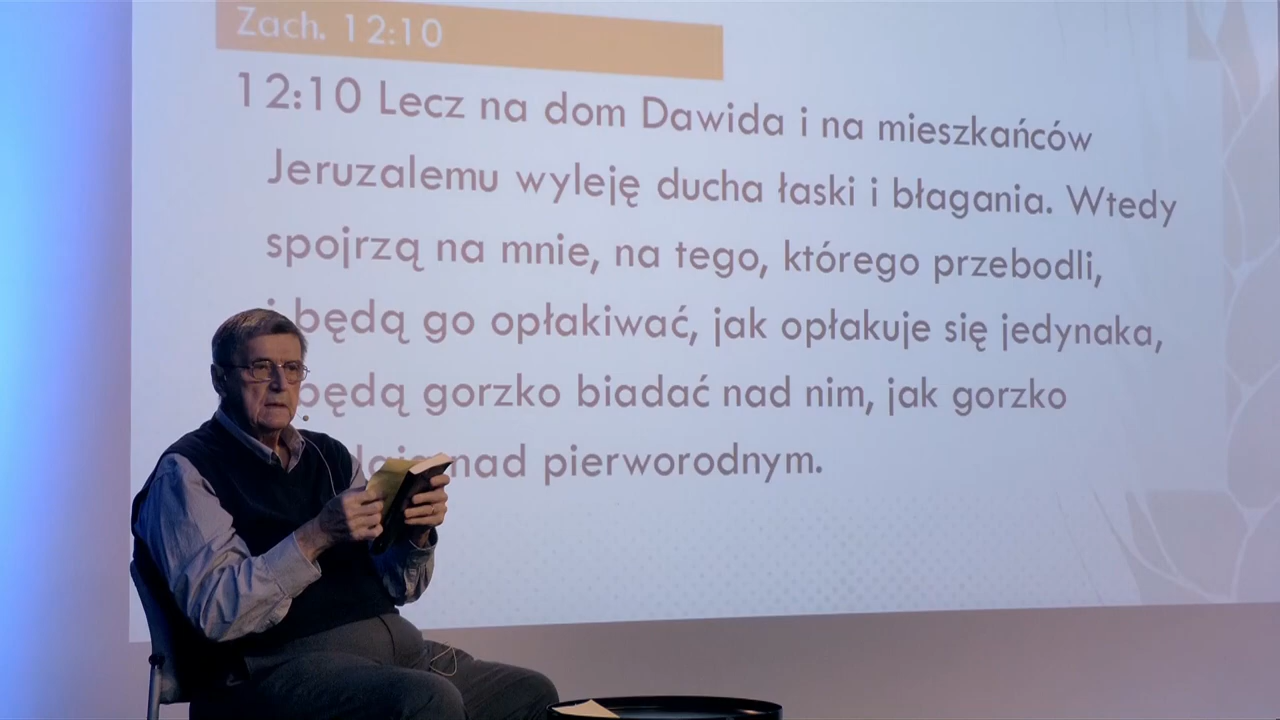 Zach. 12:10
12:10 Lecz na dom Dawida i na mieszkańców
Jeruzalemu wyleję ducha łaski i błagania. Wtedy
spojrzą na mnie, na tego, którego przebodli,
i będą go opłakiwać, jak opłakuje się jedynaka,
będą gorzko biadać nad nim, jak gorzko
nad pierworodnym.